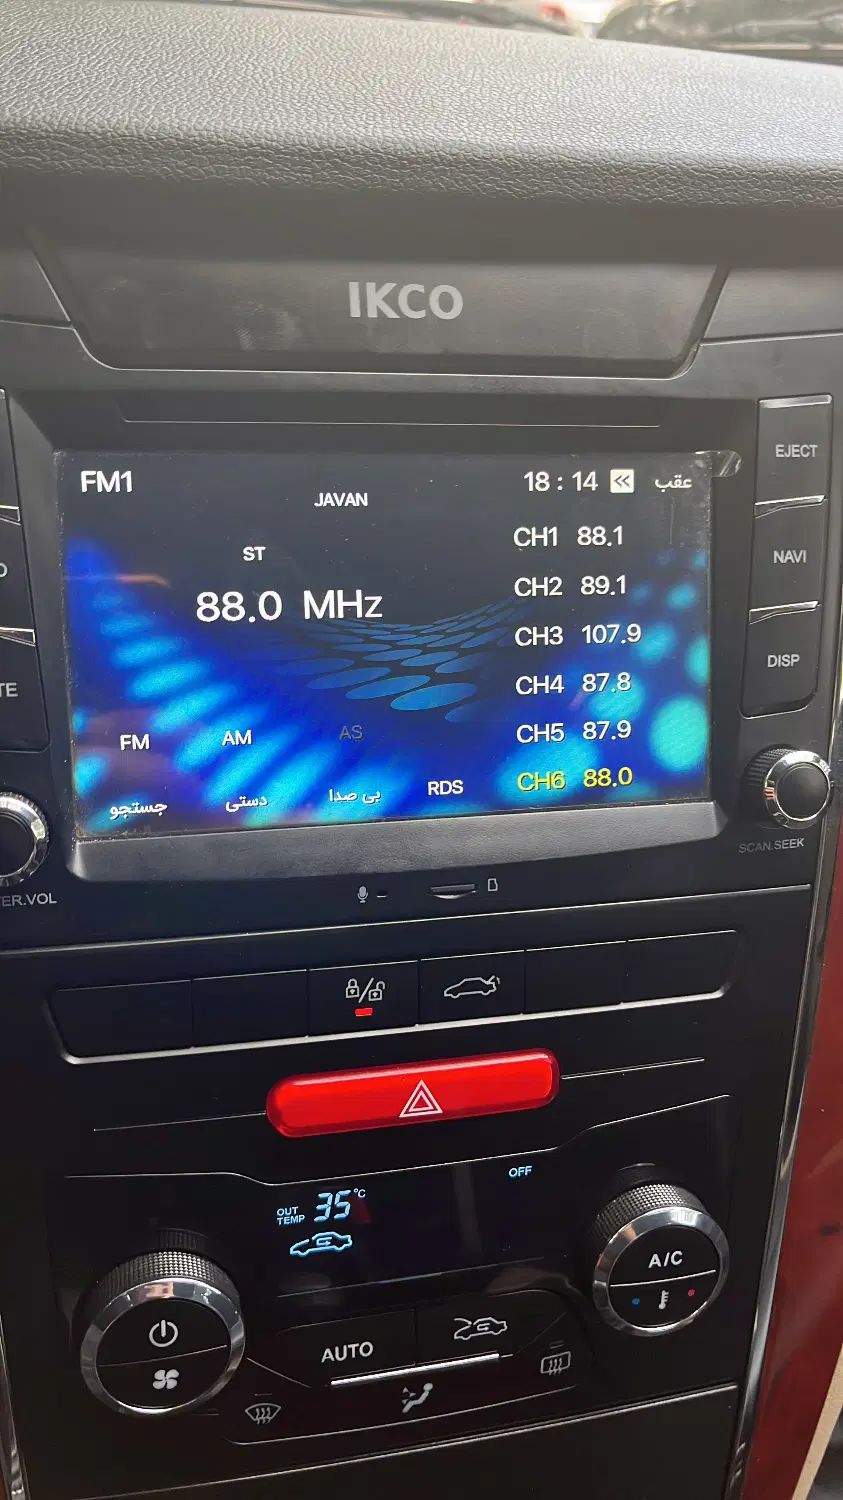 IKCO
EJECT
FM1 18 : 14 عقب
JAVAN
ST
88.0 MHz
CH1 88.1
CH2 89.1
CH3 107.9
CH4 87.8
CH5 87.9
CH6 88.0
FM AM AS
جستجو دستی بی صدا RDS
NAVI
DISP
SCAN.SEEK
OUT TEMP 35°C
OFF
A/C
AUTO